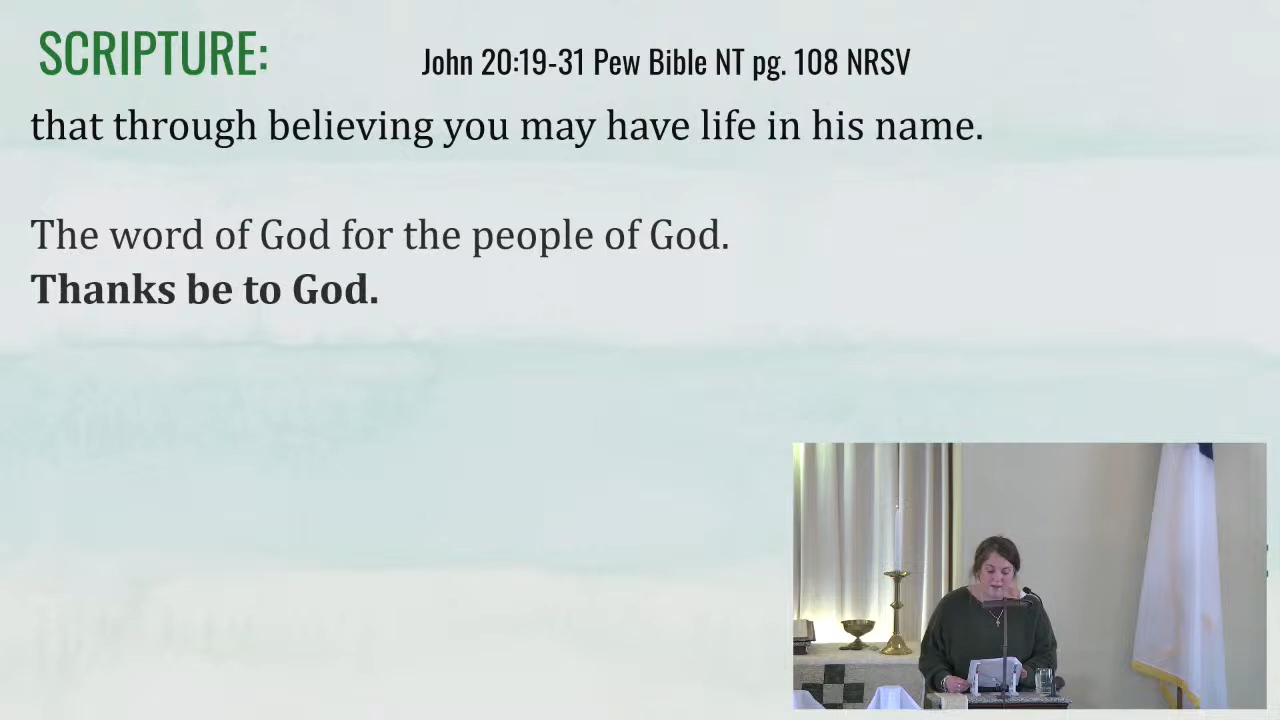 SCRIPTURE:
John 20:19-31 Pew Bible NT pg. 108 NRSV
that through believing you may have life in his name.
The word of God for the people of God.
Thanks be to God.